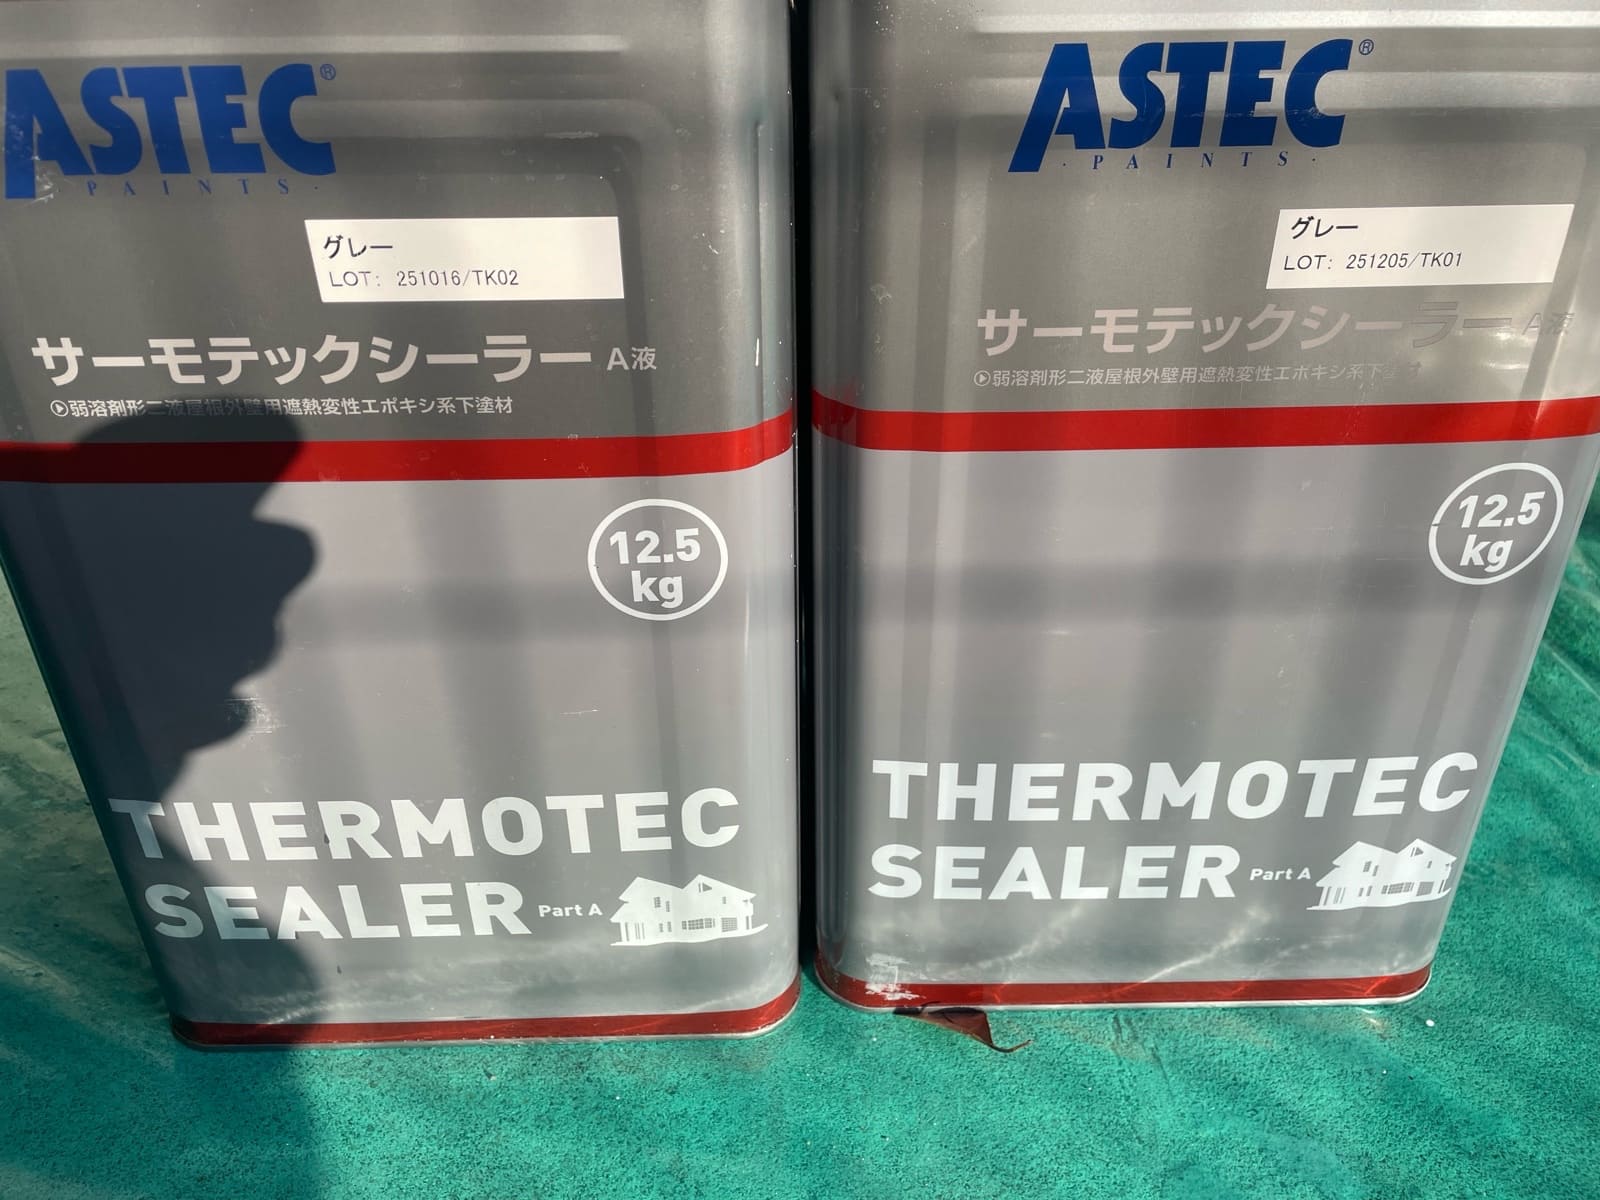 ASTEC®
PAINTS
グレー
LOT: 251016/TK02
サーモテックシーラー A液
弱溶剤形二液屋根外壁用遮熱変性エポキシ系下塗材
12.5
kg
THERMOTEC
SEALER Part A
ASTEC®
PAINTS
グレー
LOT: 251205/TK01
サーモテックシーラー A液
弱溶剤形二液屋根外壁用遮熱変性エポキシ系下塗材
12.5
kg
THERMOTEC
SEALER Part A